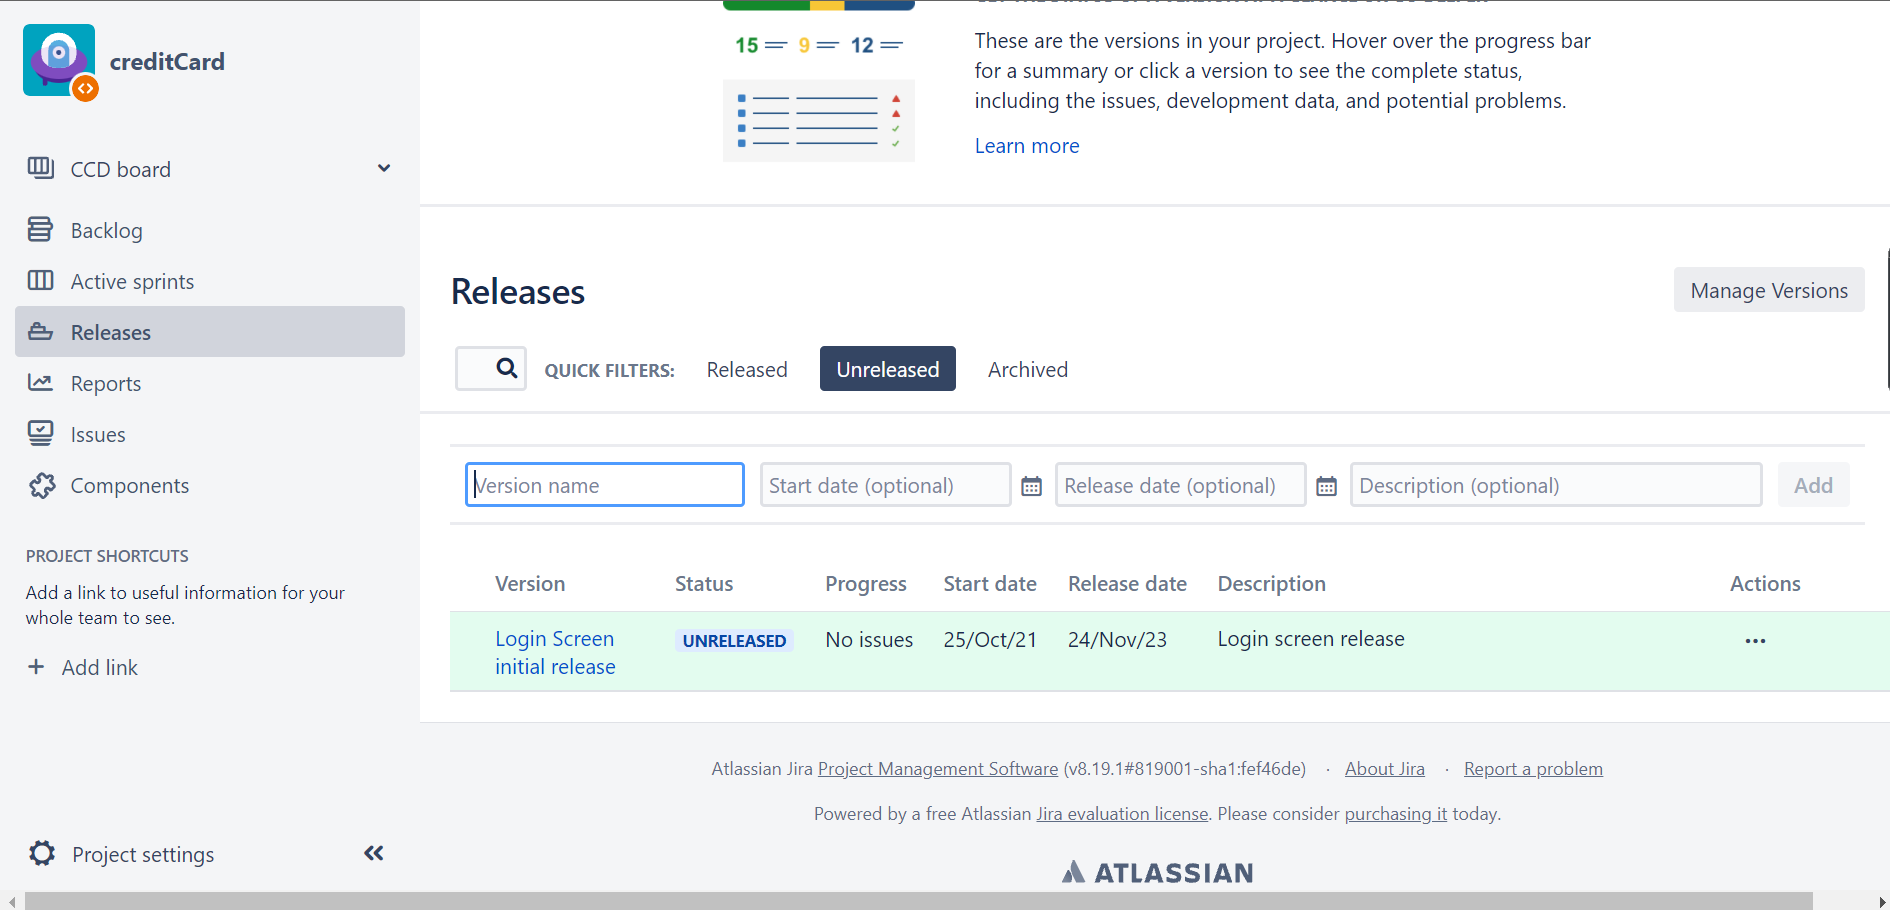 creditCard
CCD board
Backlog
Active sprints
Releases
Reports
Issues
Components
PROJECT SHORTCUTS
Add a link to useful information for your
whole team to see.
+ Add link
Project settings
15 9 12
These are the versions in your project. Hover over the progress bar
for a summary or click a version to see the complete status,
including the issues, development data, and potential problems.
Learn more
Releases
Manage Versions
QUICK FILTERS: Released Unreleased Archived
Version name Start date (optional) Release date (optional) Description (optional) Add
Version Status Progress Start date Release date Description Actions
Login Screen UNRELEASED No issues 25/Oct/21 24/Nov/23 Login screen release
initial release
Atlassian Jira Project Management Software (v8.19.1#819001-sha1:fef46de) · About Jira · Report a problem
Powered by a free Atlassian Jira evaluation license. Please consider purchasing it today.
ATLASSIAN